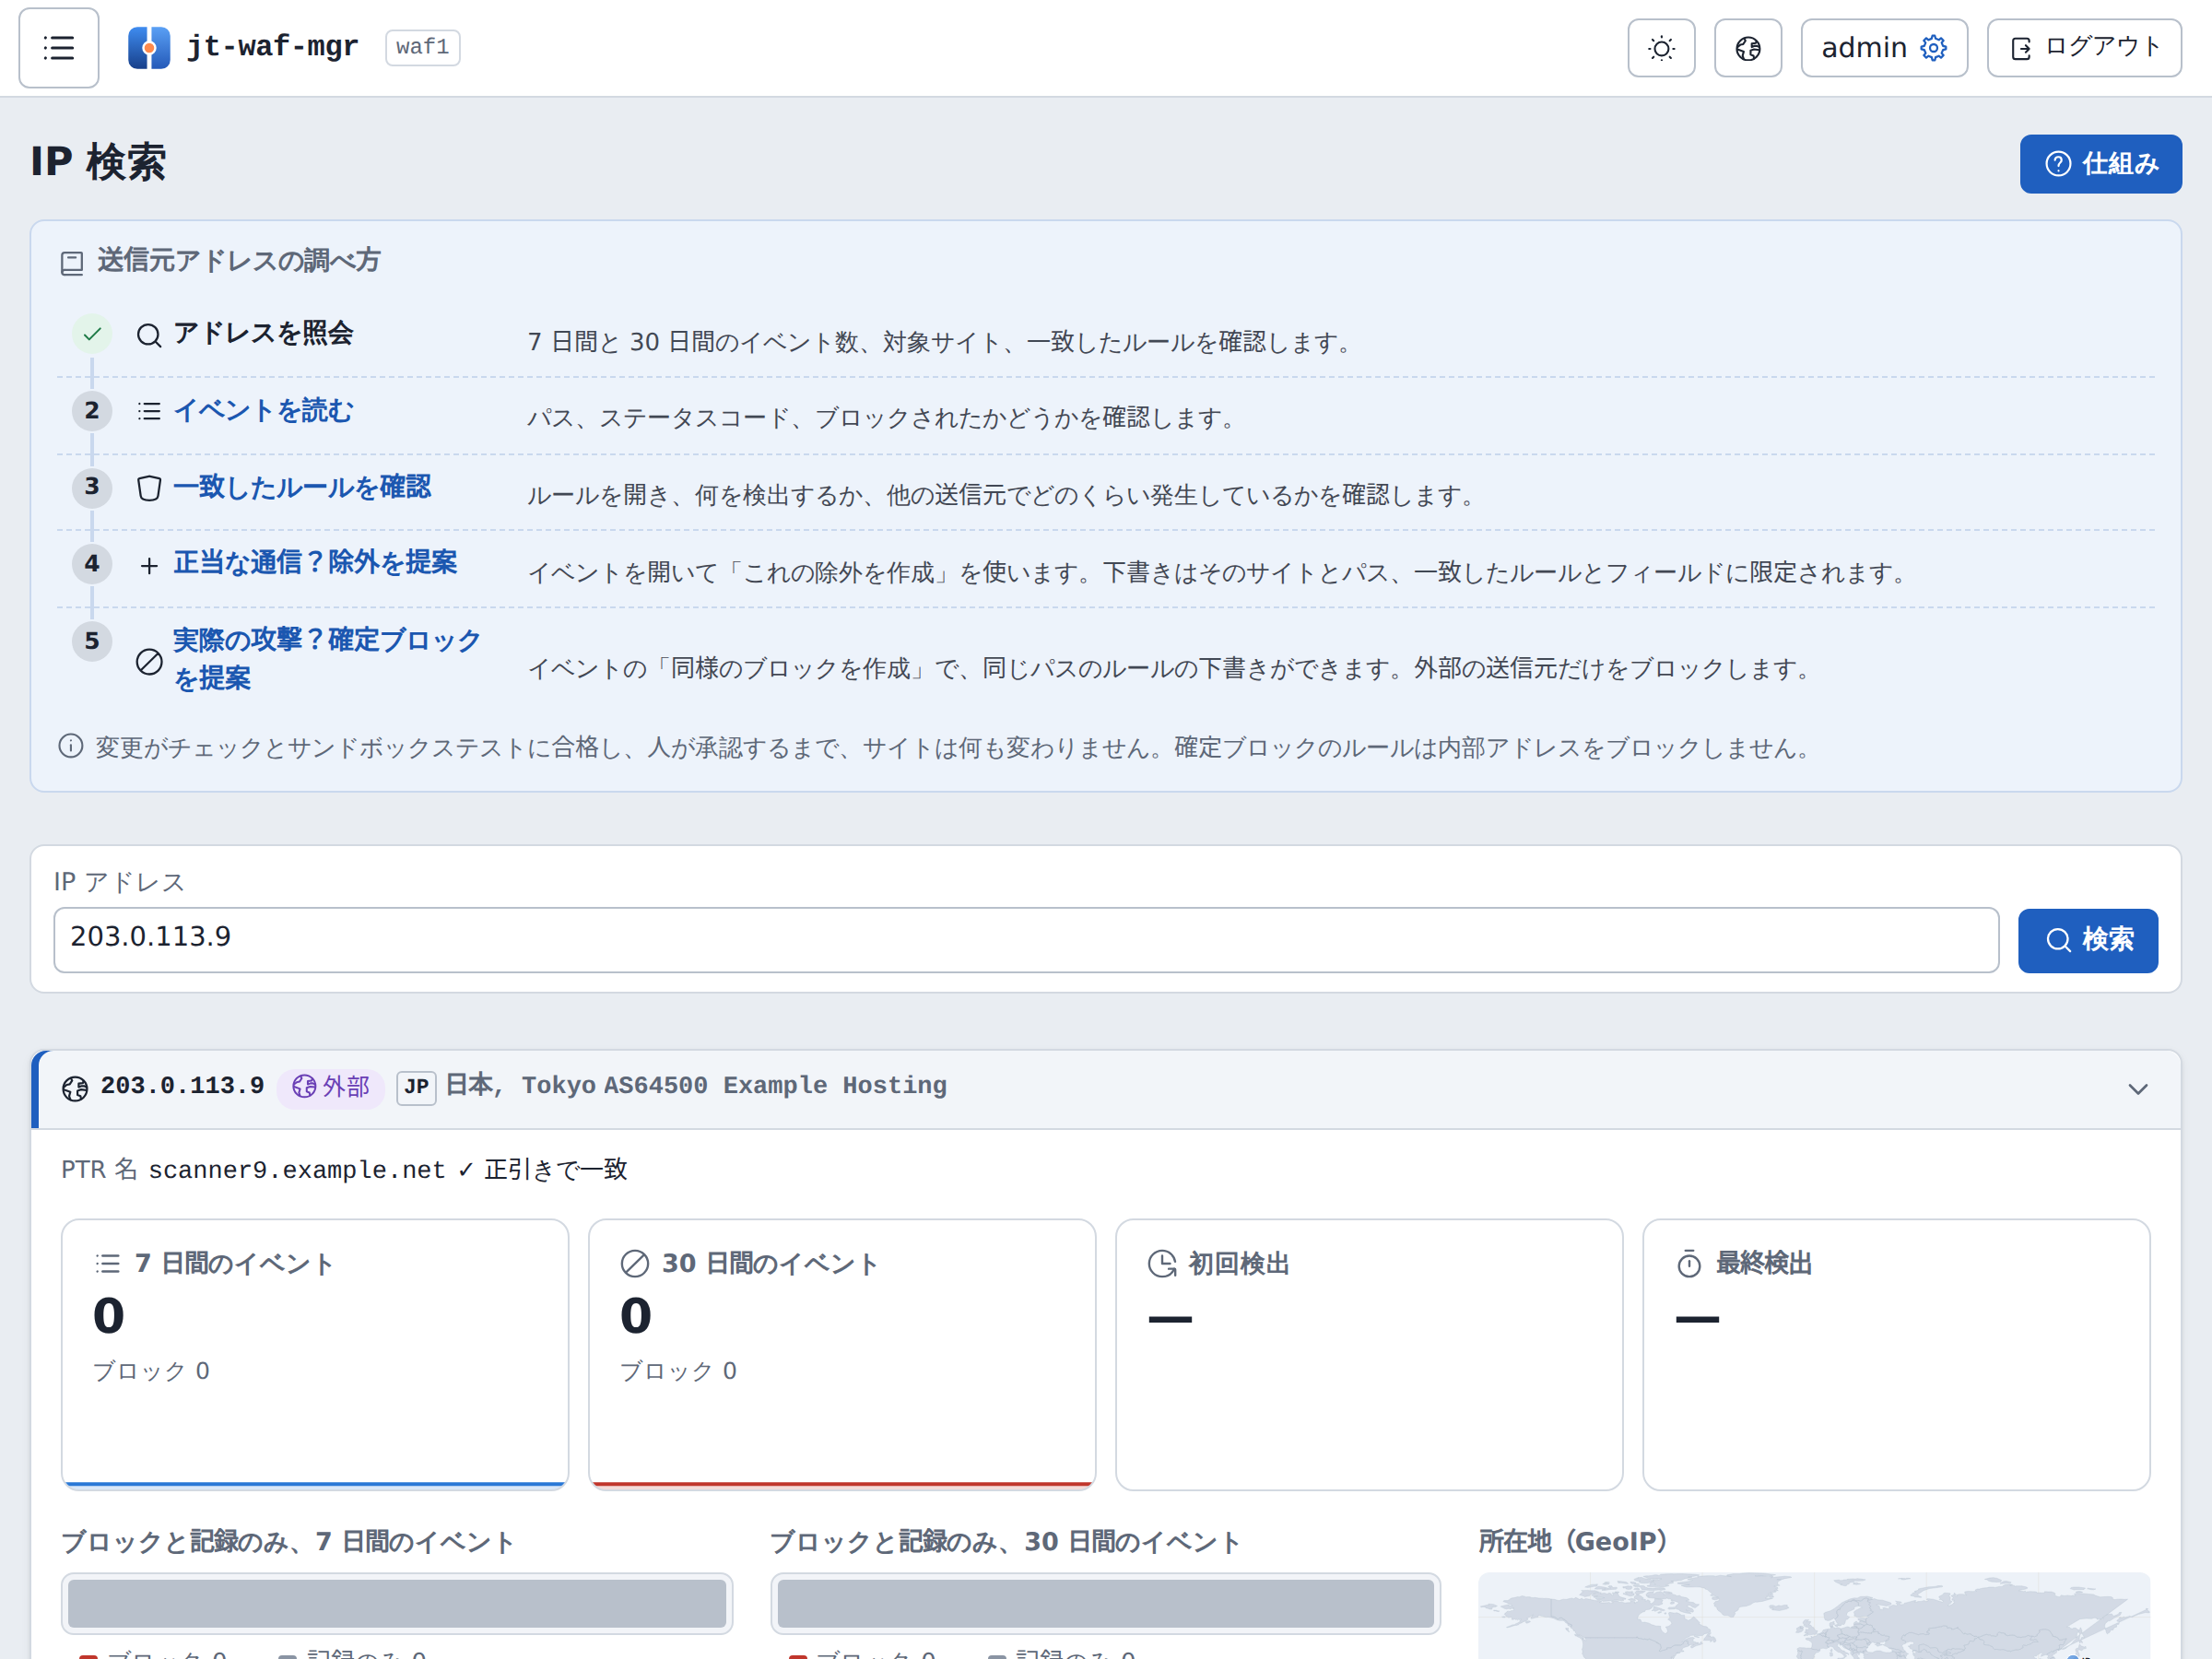 jt-waf-mgr waf1 admin ログアウト
IP 検索 仕組み
送信元アドレスの調べ方
アドレスを照会 7 日間と 30 日間のイベント数、対象サイト、一致したルールを確認します。
2 イベントを読む パス、ステータスコード、ブロックされたかどうかを確認します。
3 一致したルールを確認 ルールを開き、何を検出するか、他の送信元でどのくらい発生しているかを確認します。
4 正当な通信？除外を提案 イベントを開いて「これの除外を作成」を使います。下書きはそのサイトとパス、一致したルールとフィールドに限定されます。
5 実際の攻撃？確定ブロック
を提案 イベントの「同様のブロックを作成」で、同じパスのルールの下書きができます。外部の送信元だけをブロックします。
変更がチェックとサンドボックステストに合格し、人が承認するまで、サイトは何も変わりません。確定ブロックのルールは内部アドレスをブロックしません。
IP アドレス
203.0.113.9 検索
203.0.113.9 外部 JP 日本, Tokyo AS64500 Example Hosting
PTR 名 scanner9.example.net ✓ 正引きで一致
7 日間のイベント 30 日間のイベント 初回検出 最終検出
0 0 — —
ブロック 0 ブロック 0
ブロックと記録のみ、7 日間のイベント ブロックと記録のみ、30 日間のイベント 所在地（GeoIP）
ブロック 0 記録のみ 0 ブロック 0 記録のみ 0